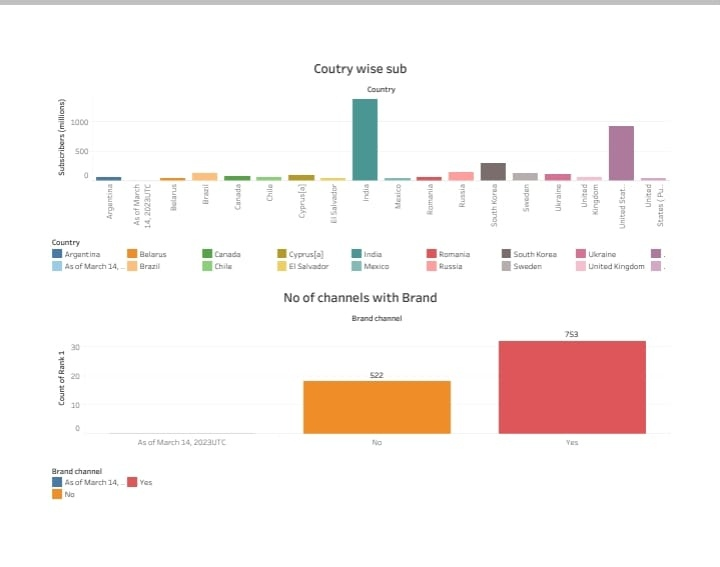 Coutry wise sub
Country
Subscribers (millions)
1000
500
0
Argentina
As of March
14, 2023UTC
Belarus
Brazil
Canada
Chile
Cyprus[a]
El Salvador
India
Mexico
Romania
Russia
South Korea
Sweden
Ukraine
United
Kingdom
United Stat..
United
States ( Pu..
Country
Argentina
Belarus
Canada
Cyprus[a]
India
Romania
South Korea
Ukraine
.
As of March 14, ..
Brazil
Chile
El Salvador
Mexico
Russia
Sweden
United Kingdom
.
No of channels with Brand
Brand channel
Count of Rank 1
30
20
10
0
522
753
As of March 14, 2023UTC
No
Yes
Brand channel
As of March 14, ..
Yes
No